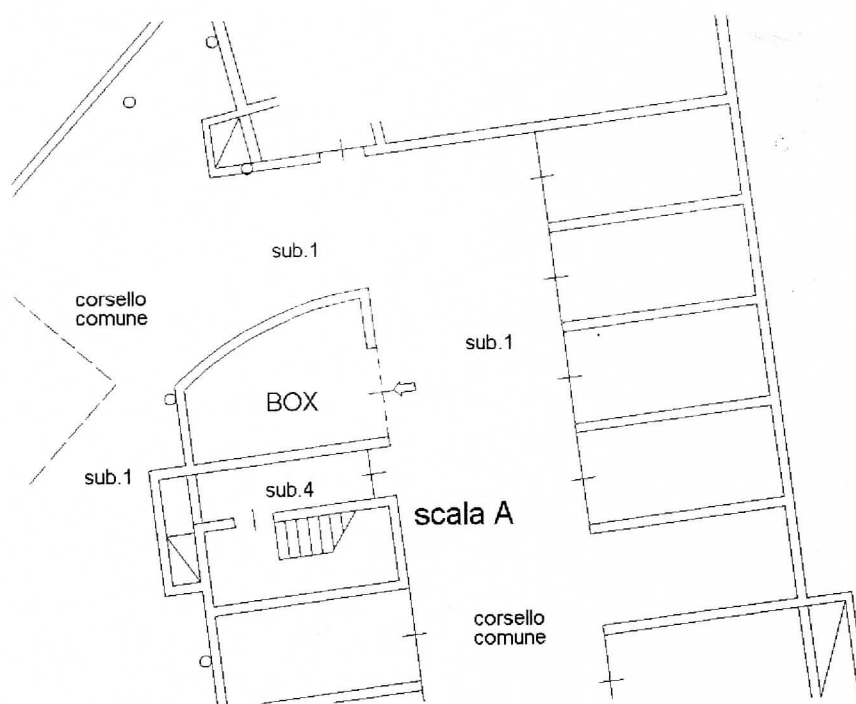 sub.1
corsello
comune
sub.1
BOX
sub.1
sub.4
scala A
corsello
comune